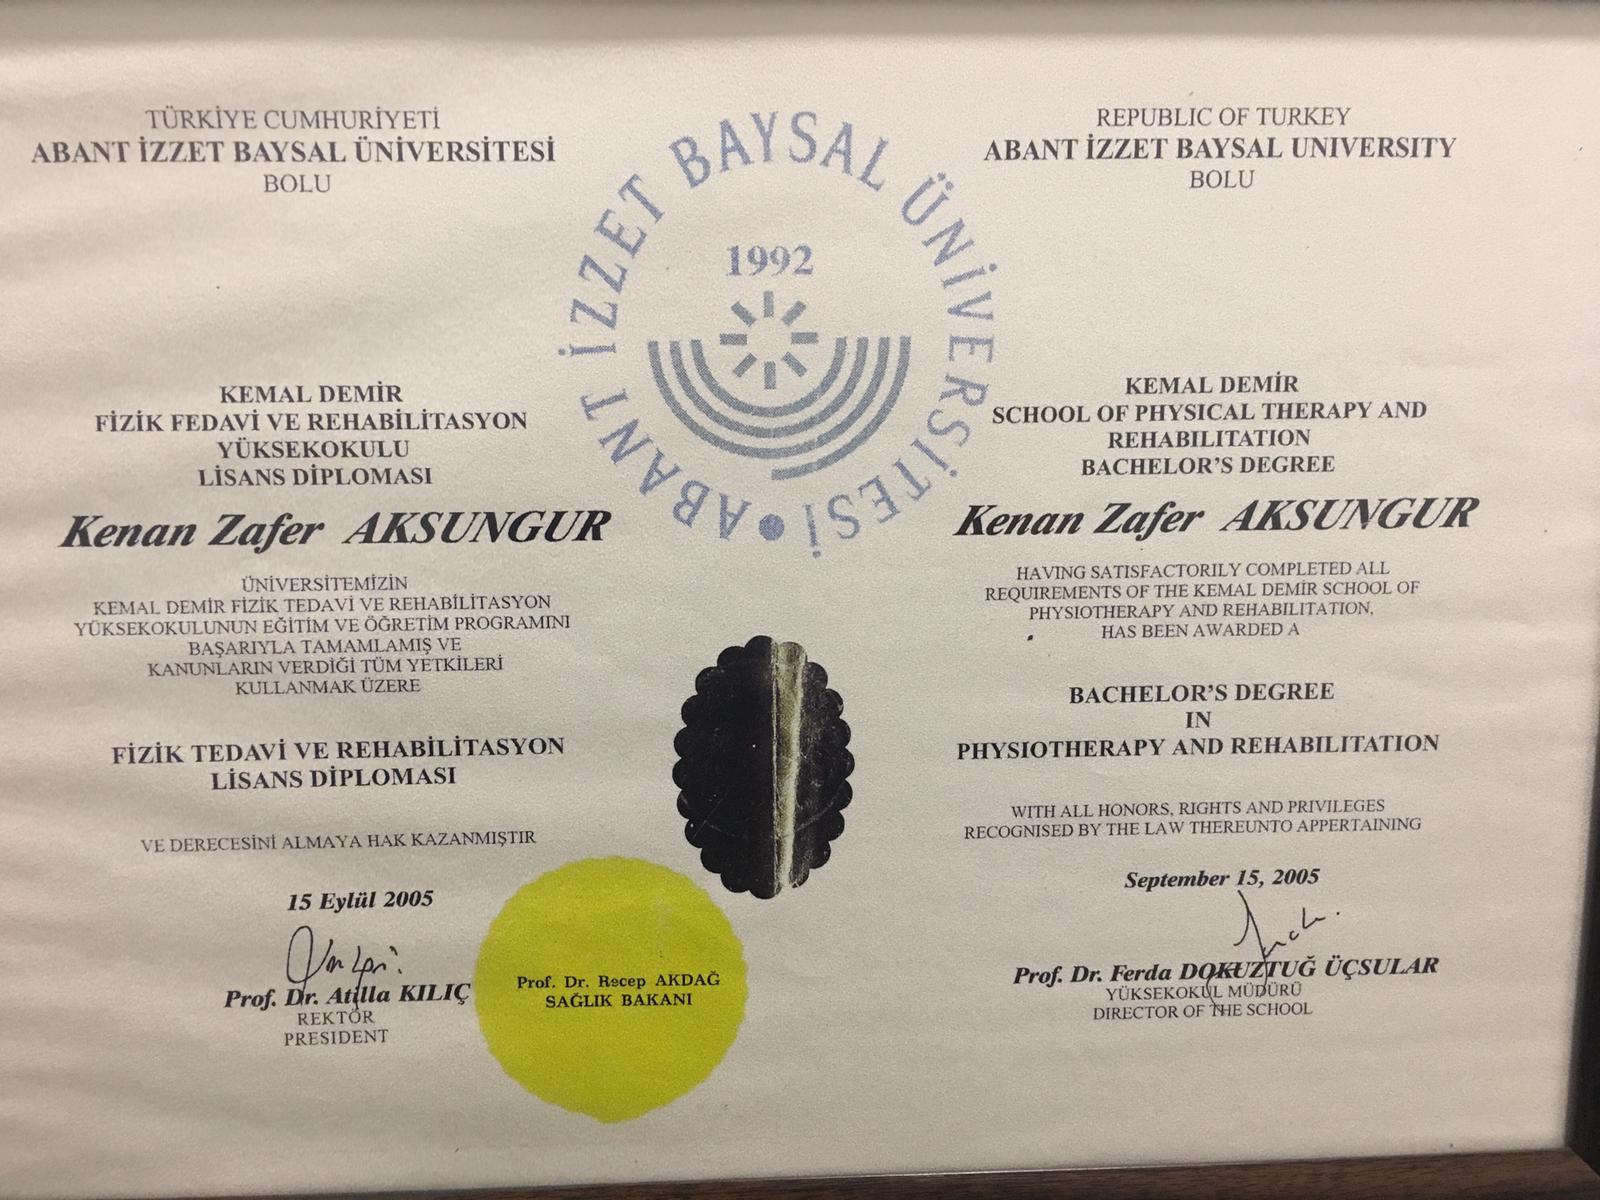 TÜRKİYE CUMHURİYETİ
ABANT İZZET BAYSAL ÜNİVERSİTESİ
BOLU
KEMAL DEMİR
FİZİK FEDAVİ VE REHABİLİTASYON
YÜKSEKOKULU
LİSANS DİPLOMASI
Kenan Zafer AKSUNGUR
ÜNİVERSİTEMİZİN
KEMAL DEMİR FİZİK TEDAVİ VE REHABİLİTASYON
YÜKSEKOKULUNUN EĞİTİM VE ÖĞRETİM PROGRAMINI
BAŞARIYLA TAMAMLAMIŞ VE
KANUNLARIN VERDİĞİ TÜM YETKİLERİ
KULLANMAK ÜZERE
FİZİK TEDAVİ VE REHABİLİTASYON
LİSANS DİPLOMASI
VE DERECESİNİ ALMAYA HAK KAZANMIŞTIR
15 Eylül 2005
Prof. Dr. Atilla KILIÇ
REKTÖR
PRESIDENT
ABANT İZZET BAYSAL ÜNİVERSİTESİ
1992
Prof. Dr. Recep AKDAĞ
SAĞLIK BAKANI
REPUBLIC OF TURKEY
ABANT İZZET BAYSAL UNIVERSITY
BOLU
KEMAL DEMİR
SCHOOL OF PHYSICAL THERAPY AND
REHABILITATION
BACHELOR'S DEGREE
Kenan Zafer AKSUNGUR
HAVING SATISFACTORILY COMPLETED ALL
REQUIREMENTS OF THE KEMAL DEMİR SCHOOL OF
PHYSIOTHERAPY AND REHABILITATION,
HAS BEEN AWARDED A
BACHELOR'S DEGREE
IN
PHYSIOTHERAPY AND REHABILITATION
WITH ALL HONORS, RIGHTS AND PRIVILEGES
RECOGNISED BY THE LAW THEREUNTO APPERTAINING
September 15, 2005
Prof. Dr. Ferda DOKUZTUĞ ÜÇSULAR
YÜKSEKOKUL MÜDÜRÜ
DIRECTOR OF THE SCHOOL